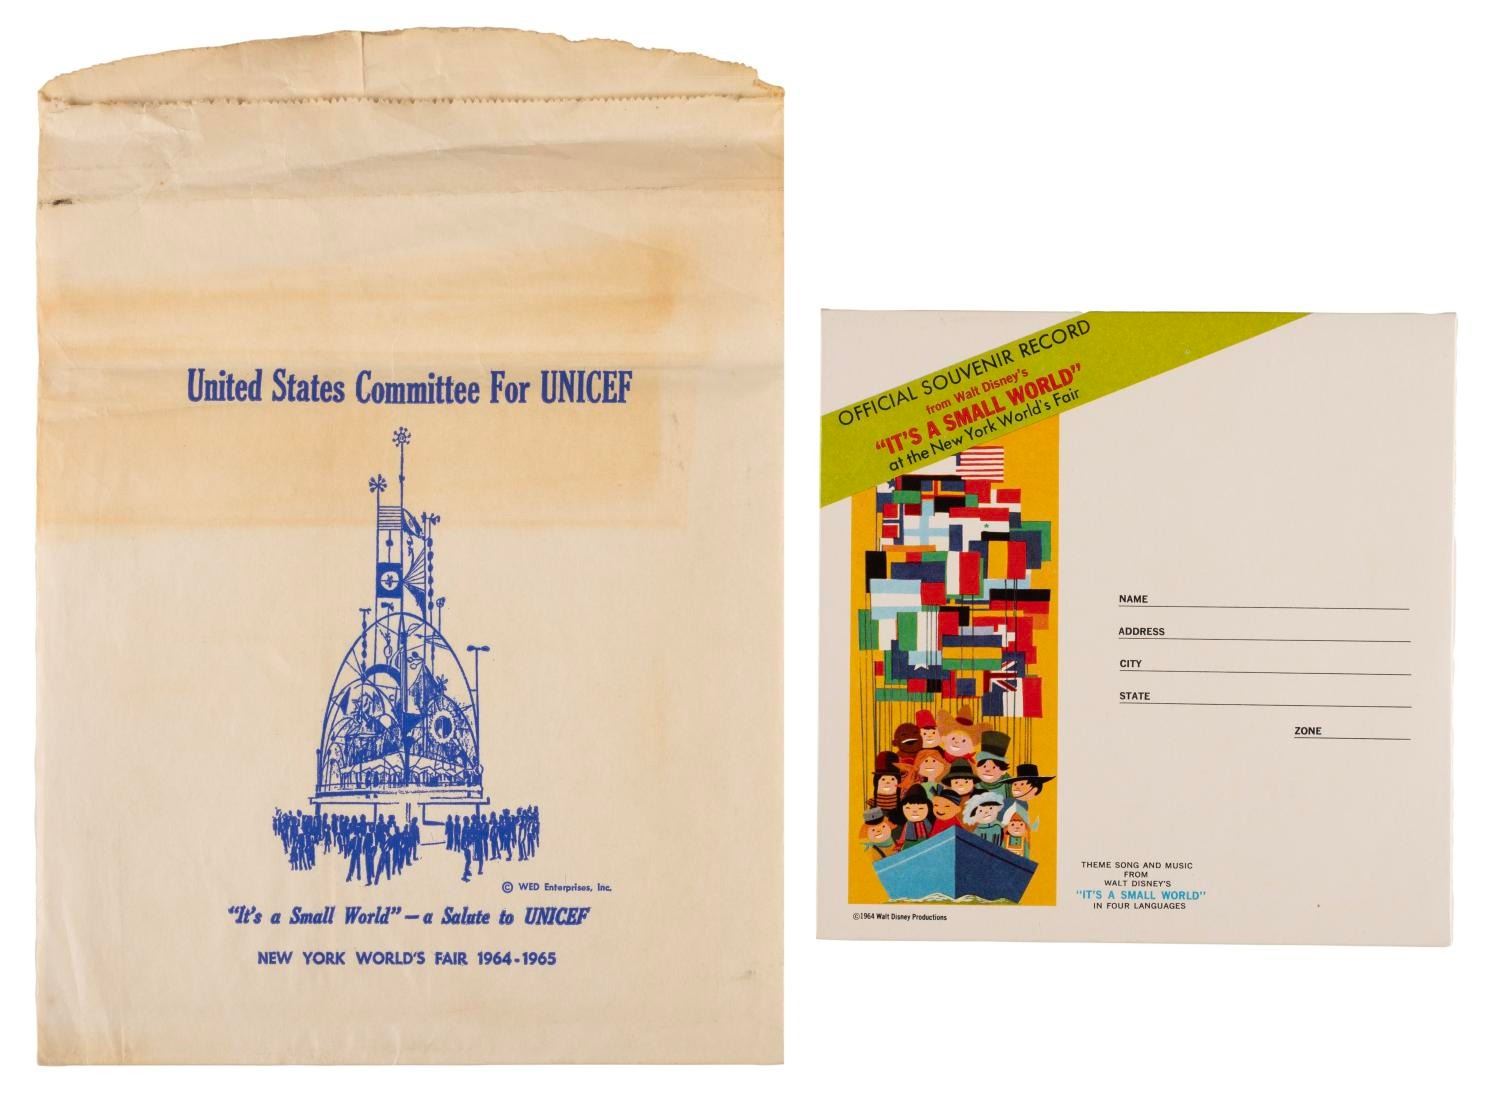 United States Committee For UNICEF
© WED Enterprises, Inc.
"It's a Small World" — a Salute to UNICEF
NEW YORK WORLD'S FAIR 1964-1965
OFFICIAL SOUVENIR RECORD
from Walt Disney's
"IT'S A SMALL WORLD"
at the New York World's Fair
NAME
ADDRESS
CITY
STATE
ZONE
THEME SONG AND MUSIC
FROM
WALT DISNEY'S
"IT'S A SMALL WORLD"
IN FOUR LANGUAGES
©1964 Walt Disney Productions